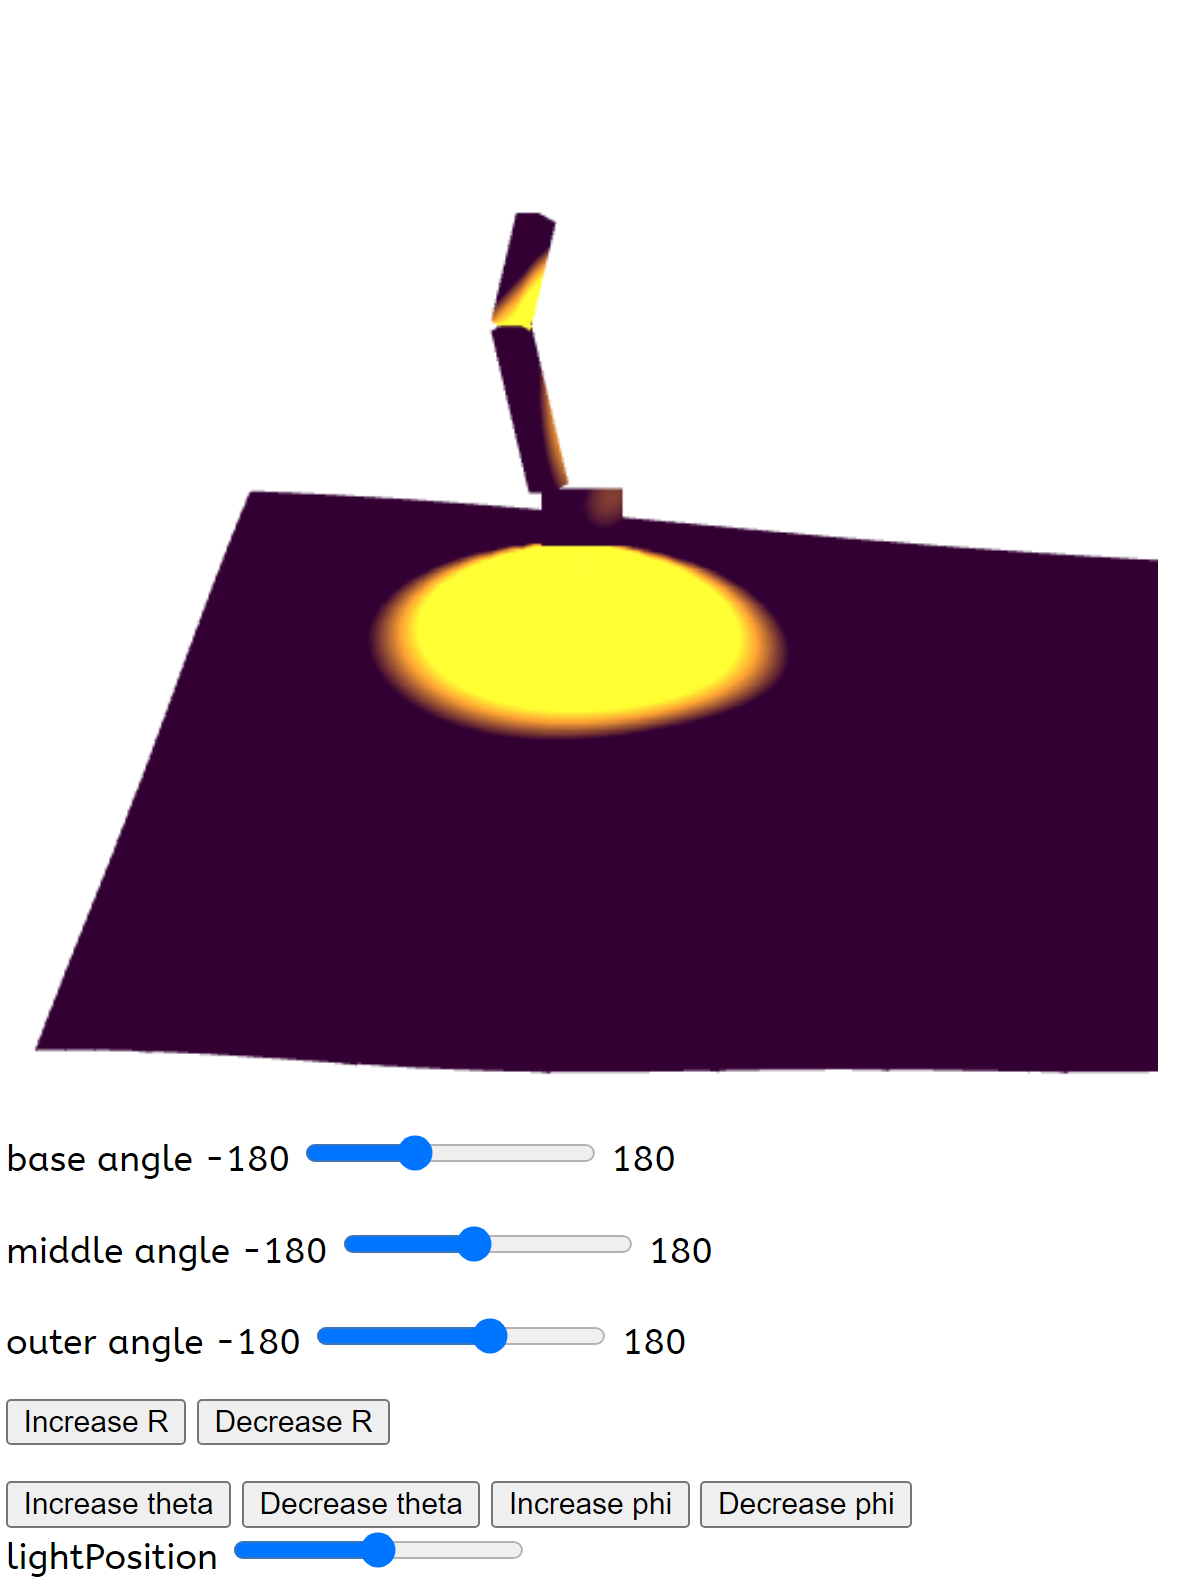 base angle -180 180
middle angle -180 180
outer angle -180 180
Increase R Decrease R
Increase theta Decrease theta Increase phi Decrease phi
lightPosition